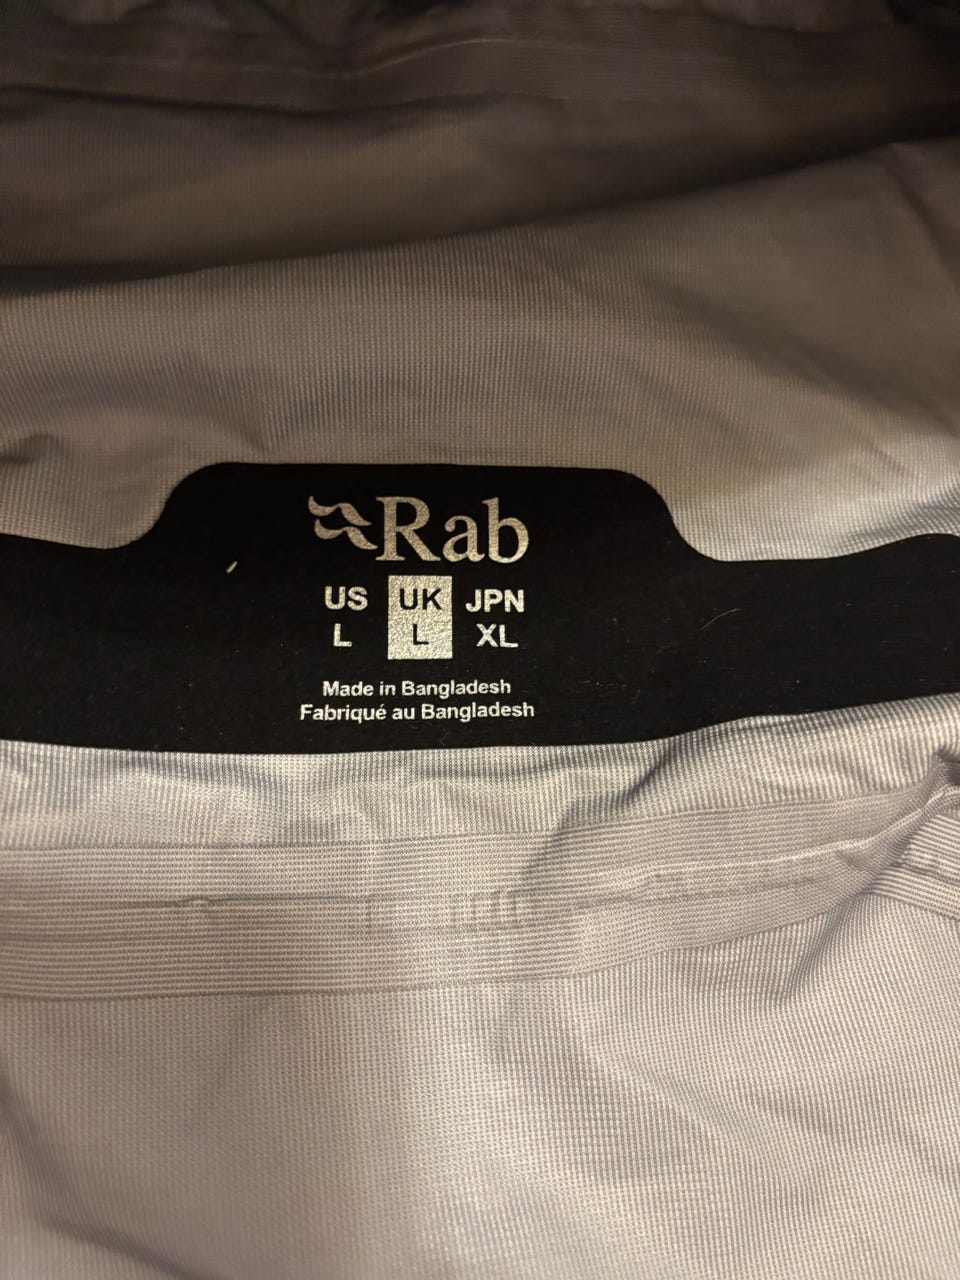 Rab
US UK JPN
L L XL
Made in Bangladesh
Fabriqué au Bangladesh